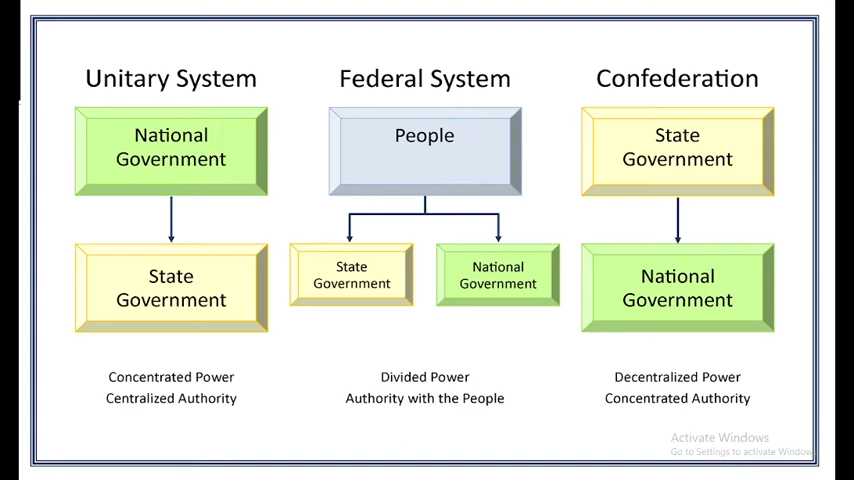 Unitary System
Federal System
Confederation
National
Government
People
State
Government
State
Government
State
Government
National
Government
National
Government
Concentrated Power
Centralized Authority
Divided Power
Authority with the People
Decentralized Power
Concentrated Authority
Activate Windows
Go to Settings to activate Window